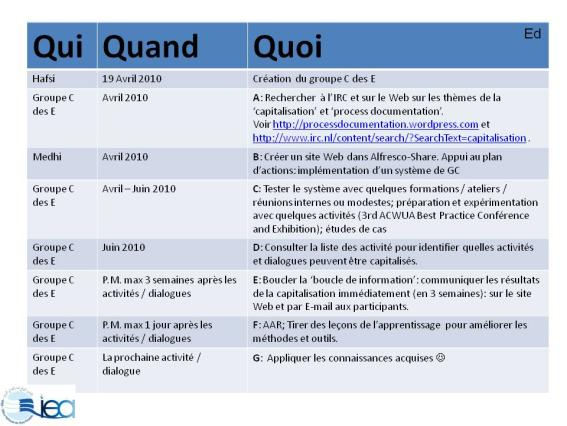 Ed
Qui Quand Quoi
Hafsi 19 Avril 2010 Création du groupe C des E
Groupe C Avril 2010 A: Rechercher à l’IRC et sur le Web sur les thèmes de la
des E ‘capitalisation’ et ‘process documentation’.
Voir http://processdocumentation.wordpress.com et
http://www.irc.nl/content/search/?SearchText=capitalisation .
Medhi Avril 2010 B: Créer un site Web dans Alfresco-Share. Appui au plan
d’actions: implémentation d’un système de GC
Groupe C Avril – Juin 2010 C: Tester le système avec quelques formations / ateliers /
des E réunions internes ou modestes; préparation et expérimentation
avec quelques activités (3rd ACWUA Best Practice Conférence
and Exhibition); études de cas
Groupe C Juin 2010 D: Consulter la liste des activité pour identifier quelles activités
des E et dialogues peuvent être capitalisés.
Groupe C P.M. max 3 semaines après les E: Boucler la ‘boucle de information’: communiquer les résultats
des E activités / dialogues de la capitalisation immédiatement (en 3 semaines): sur le site
Web et par E-mail aux participants.
Groupe C P.M. max 1 jour après les F: AAR; Tirer des leçons de l’apprentissage pour améliorer les
des E activités / dialogues méthodes et outils.
Groupe C La prochaine activité / G: Appliquer les connaissances acquises ☺
des E dialogue
iea